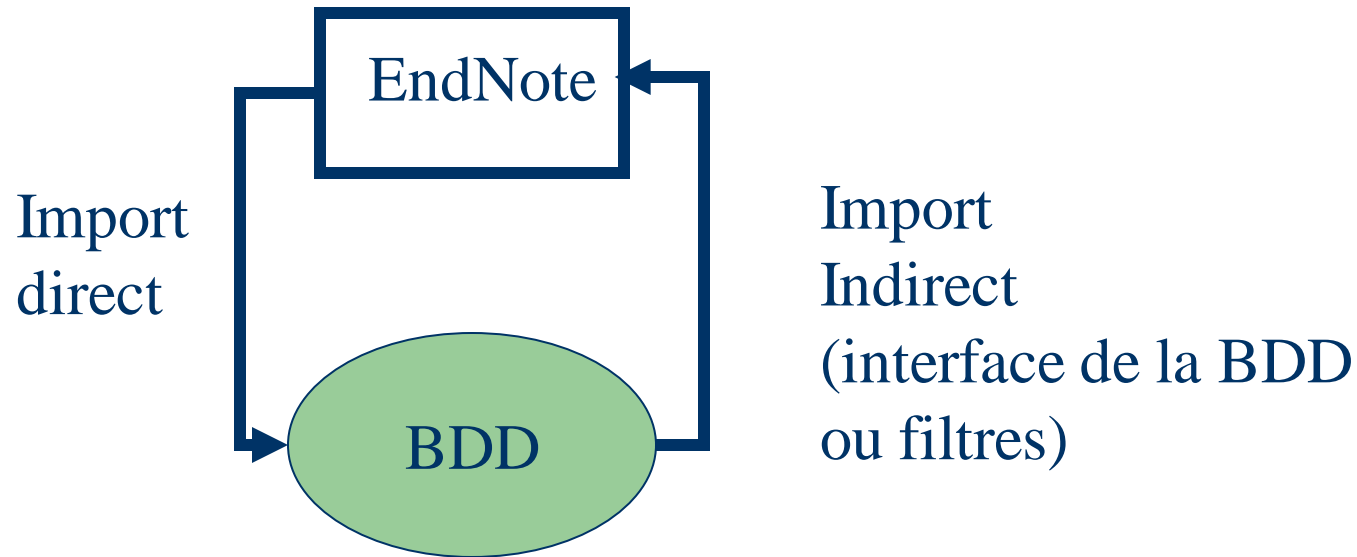 EndNote
Import
direct
Import
Indirect
(interface de la BDD
ou filtres)
BDD